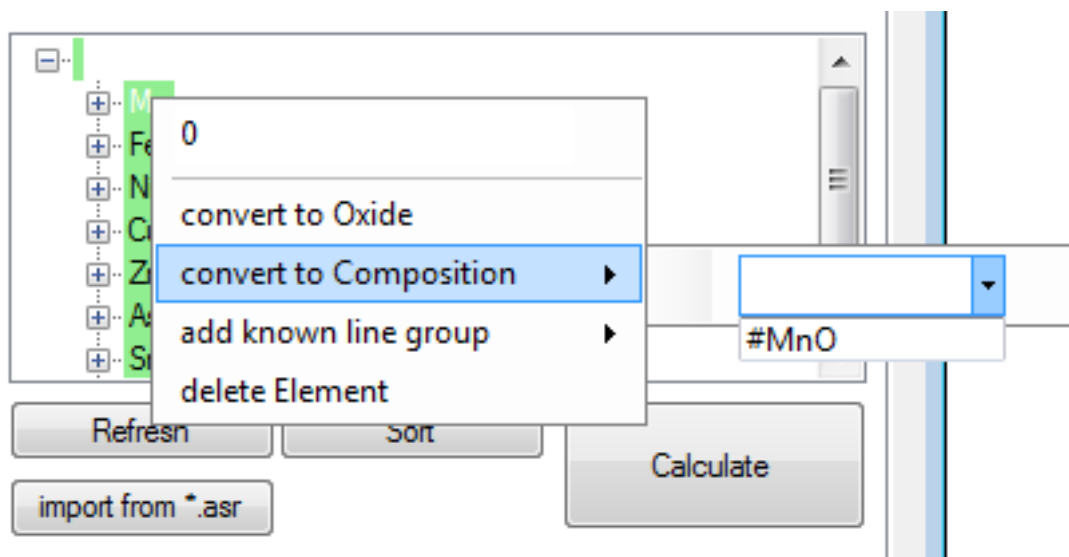 M
Fe
0
N
convert to Oxide
C
Z
convert to Composition
#MnO
A
add known line group
S
delete Element
Refresh
Sort
Calculate
import from *.asr